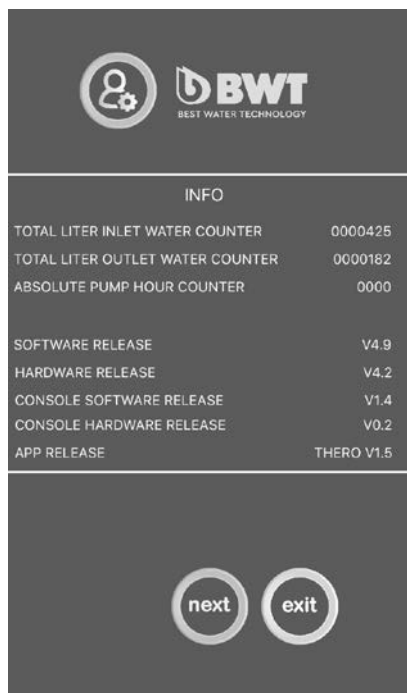 BWT
BEST WATER TECHNOLOGY
INFO
TOTAL LITER INLET WATER COUNTER 0000425
TOTAL LITER OUTLET WATER COUNTER 0000182
ABSOLUTE PUMP HOUR COUNTER 0000
SOFTWARE RELEASE V4.9
HARDWARE RELEASE V4.2
CONSOLE SOFTWARE RELEASE V1.4
CONSOLE HARDWARE RELEASE V0.2
APP RELEASE THERO V1.5
next exit